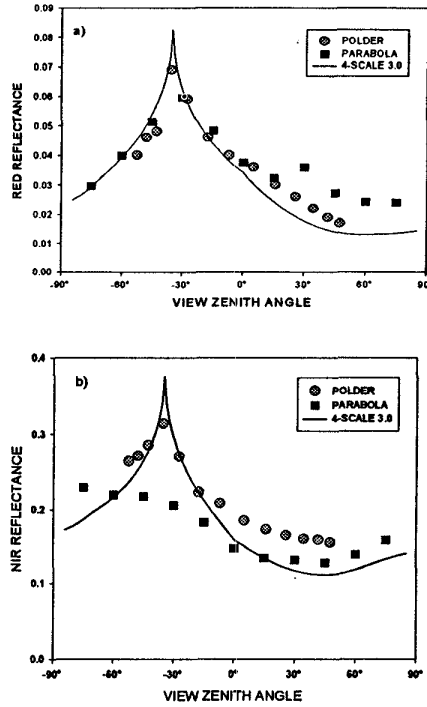 a)
POLDER
PARABOLA
4-SCALE 3.0
RED REFLECTANCE
0.09
0.08
0.07
0.06
0.05
0.04
0.03
0.02
0.01
0.00
-90° -60° -30° 0° 30° 60° 90°
VIEW ZENITH ANGLE
b)
POLDER
PARABOLA
4-SCALE 3.0
NIR REFLECTANCE
0.4
0.3
0.2
0.1
0.0
-90° -60° -30° 0° 30° 60° 90°
VIEW ZENITH ANGLE